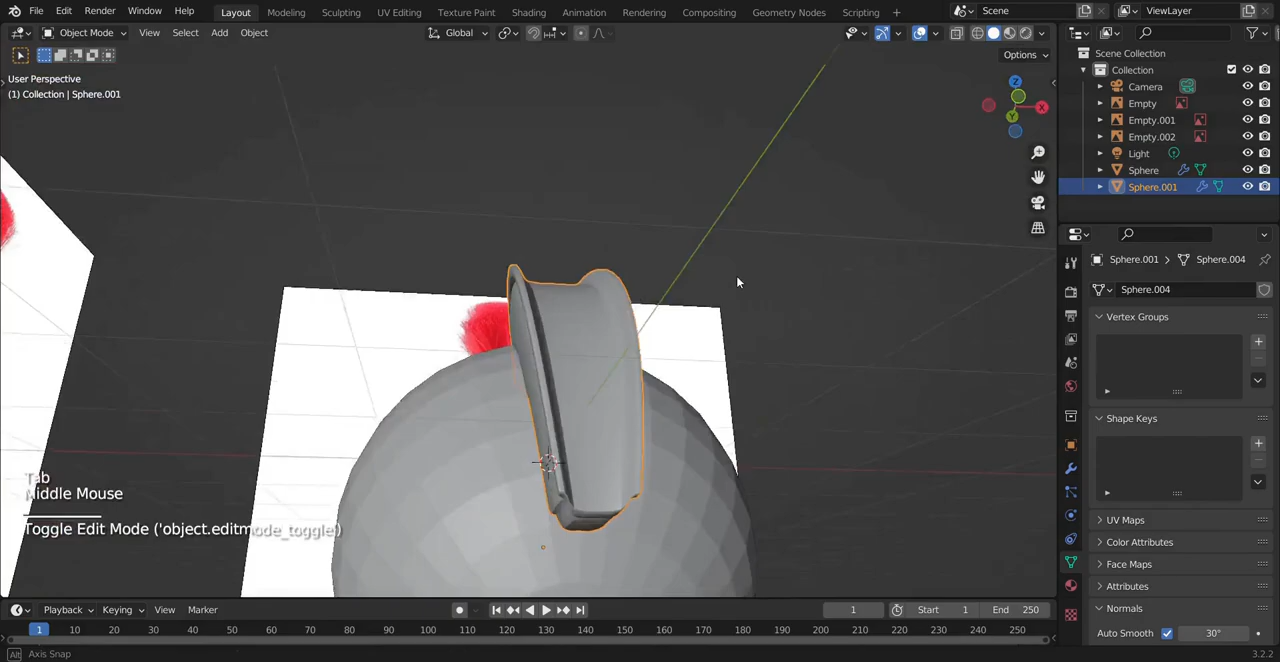 File Edit Render Window Help Layout Modeling Sculpting UV Editing Texture Paint Shading Animation Rendering Compositing Geometry Nodes Scripting + Scene ViewLayer
Object Mode View Select Add Object Global
Options
User Perspective
(1) Collection | Sphere.001
Z
X
Y
Tab
Middle Mouse
Toggle Edit Mode ('object.editmode_toggle')
Scene Collection
Collection
Camera
Empty
Empty.001
Empty.002
Light
Sphere
Sphere.001
Sphere.001 > Sphere.004
Sphere.004
Vertex Groups
Shape Keys
UV Maps
Color Attributes
Face Maps
Attributes
Normals
Auto Smooth 30°
Playback Keying View Marker 1 Start 1 End 250
1 10 20 30 40 50 60 70 80 90 100 110 120 130 140 150 160 170 180 190 200 210 220 230 240 250
Alt Axis Snap 3.2.2